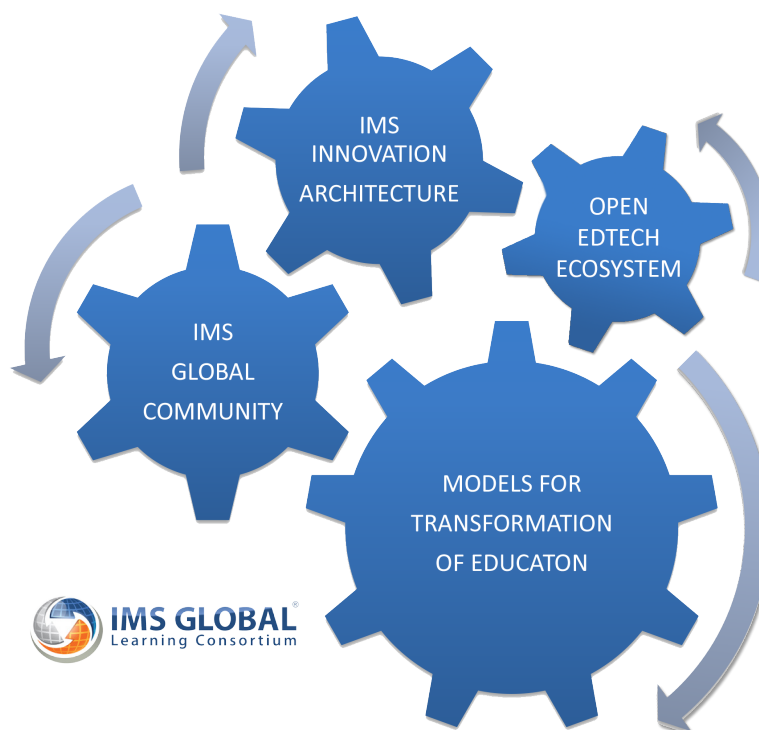 IMS
INNOVATION
ARCHITECTURE
OPEN
EDTECH
ECOSYSTEM
IMS
GLOBAL
COMMUNITY
MODELS FOR
TRANSFORMATION
OF EDUCATON
IMS GLOBAL®
Learning Consortium